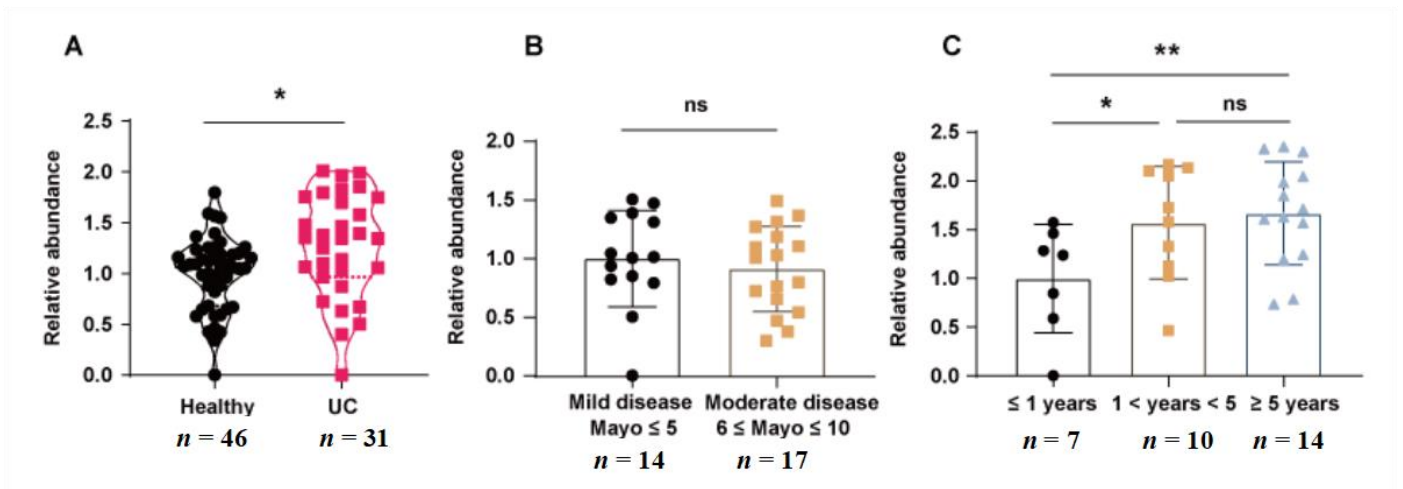 A
*
Relative abundance
2.5
2.0
1.5
1.0
0.5
0.0
Healthy
UC
n = 46
n = 31
B
ns
Relative abundance
2.0
1.5
1.0
0.5
0.0
Mild disease
Mayo ≤ 5
n = 14
Moderate disease
6 ≤ Mayo ≤ 10
n = 17
C
**
*
ns
Relative abundance
2.5
2.0
1.5
1.0
0.5
0.0
≤ 1 years
1 < years < 5
≥ 5 years
n = 7
n = 10
n = 14